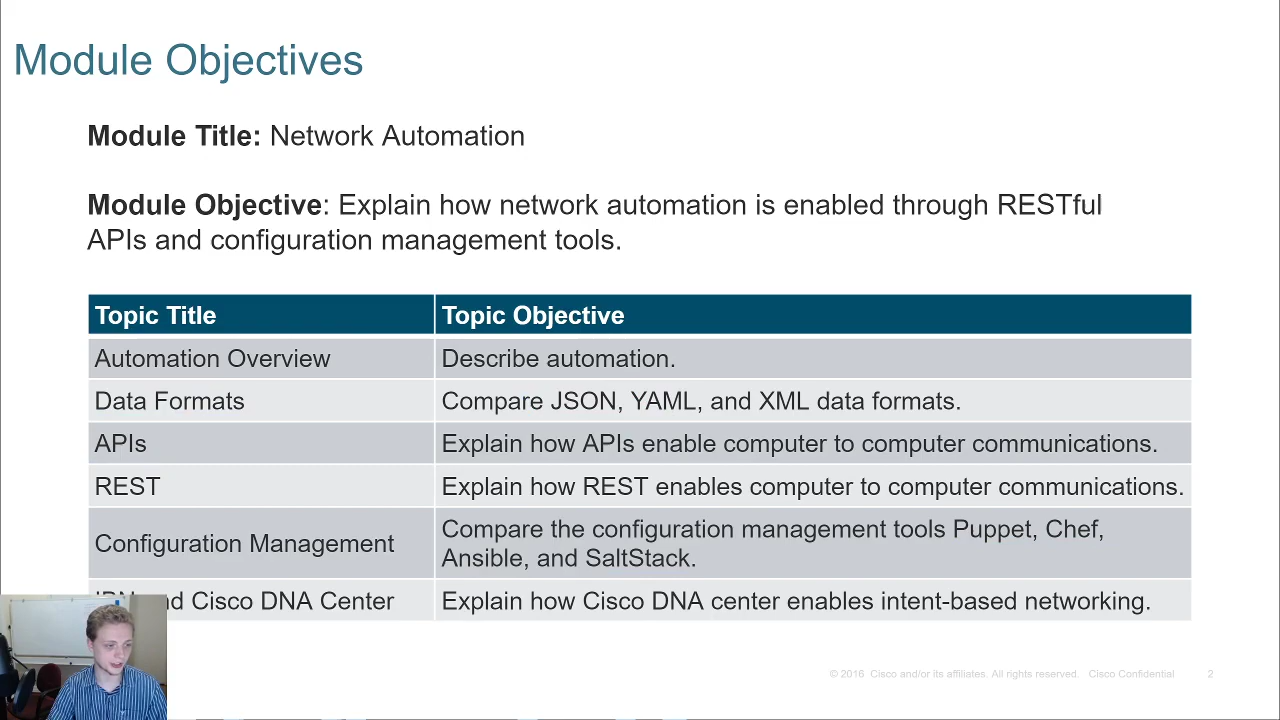 Module Objectives
Module Title: Network Automation
Module Objective: Explain how network automation is enabled through RESTful
APIs and configuration management tools.
Topic Title Topic Objective
Automation Overview Describe automation.
Data Formats Compare JSON, YAML, and XML data formats.
APIs Explain how APIs enable computer to computer communications.
REST Explain how REST enables computer to computer communications.
Configuration Management Compare the configuration management tools Puppet, Chef,
Ansible, and SaltStack.
Cisco DNA Center Explain how Cisco DNA center enables intent-based networking.
© 2016 Cisco and/or its affiliates. All rights reserved. Cisco Confidential 2